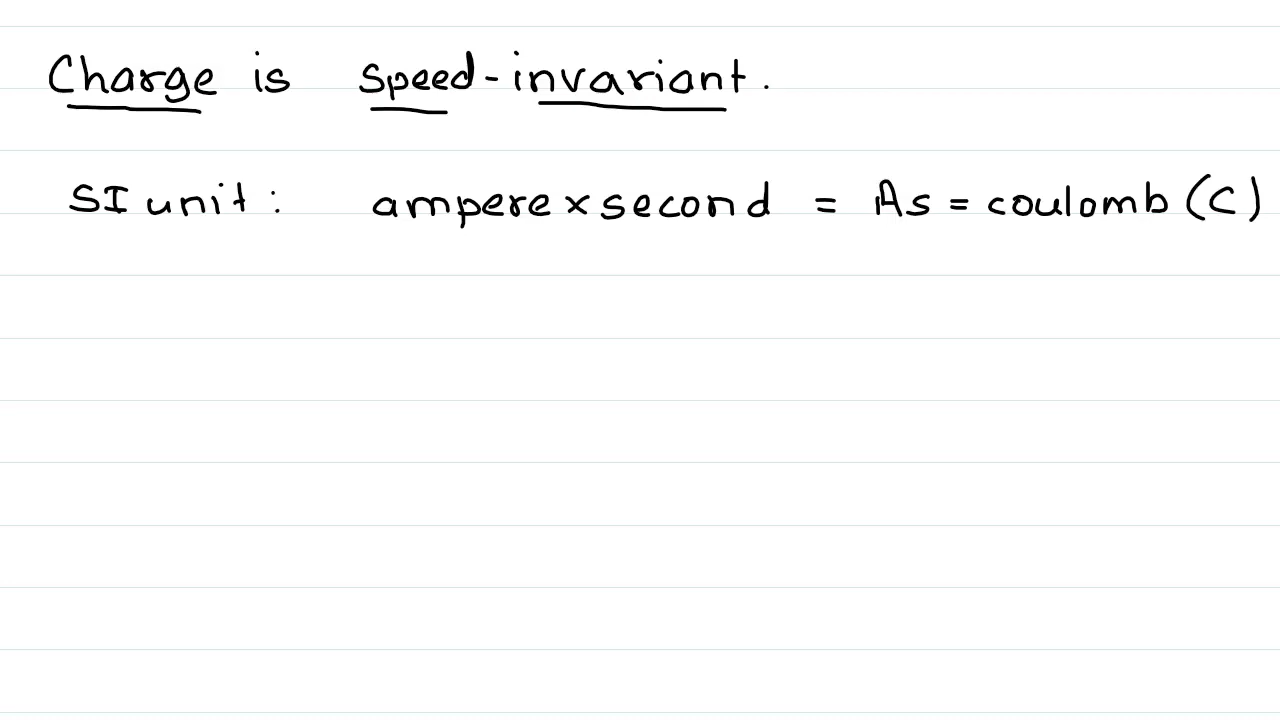 Charge is speed-invariant.
SI unit: ampere × second = As = coulomb (C)